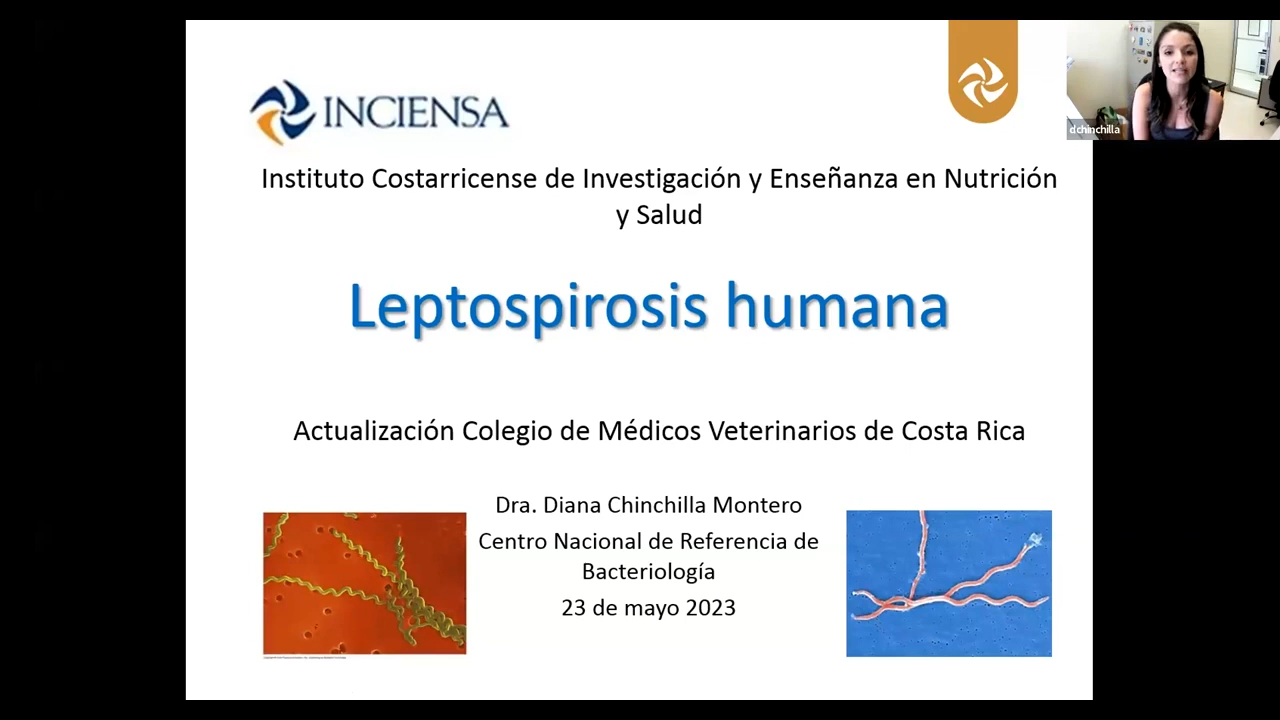 dchinchilla
INCIENSA
Instituto Costarricense de Investigación y Enseñanza en Nutrición
y Salud
Leptospirosis humana
Actualización Colegio de Médicos Veterinarios de Costa Rica
Dra. Diana Chinchilla Montero
Centro Nacional de Referencia de
Bacteriología
23 de mayo 2023